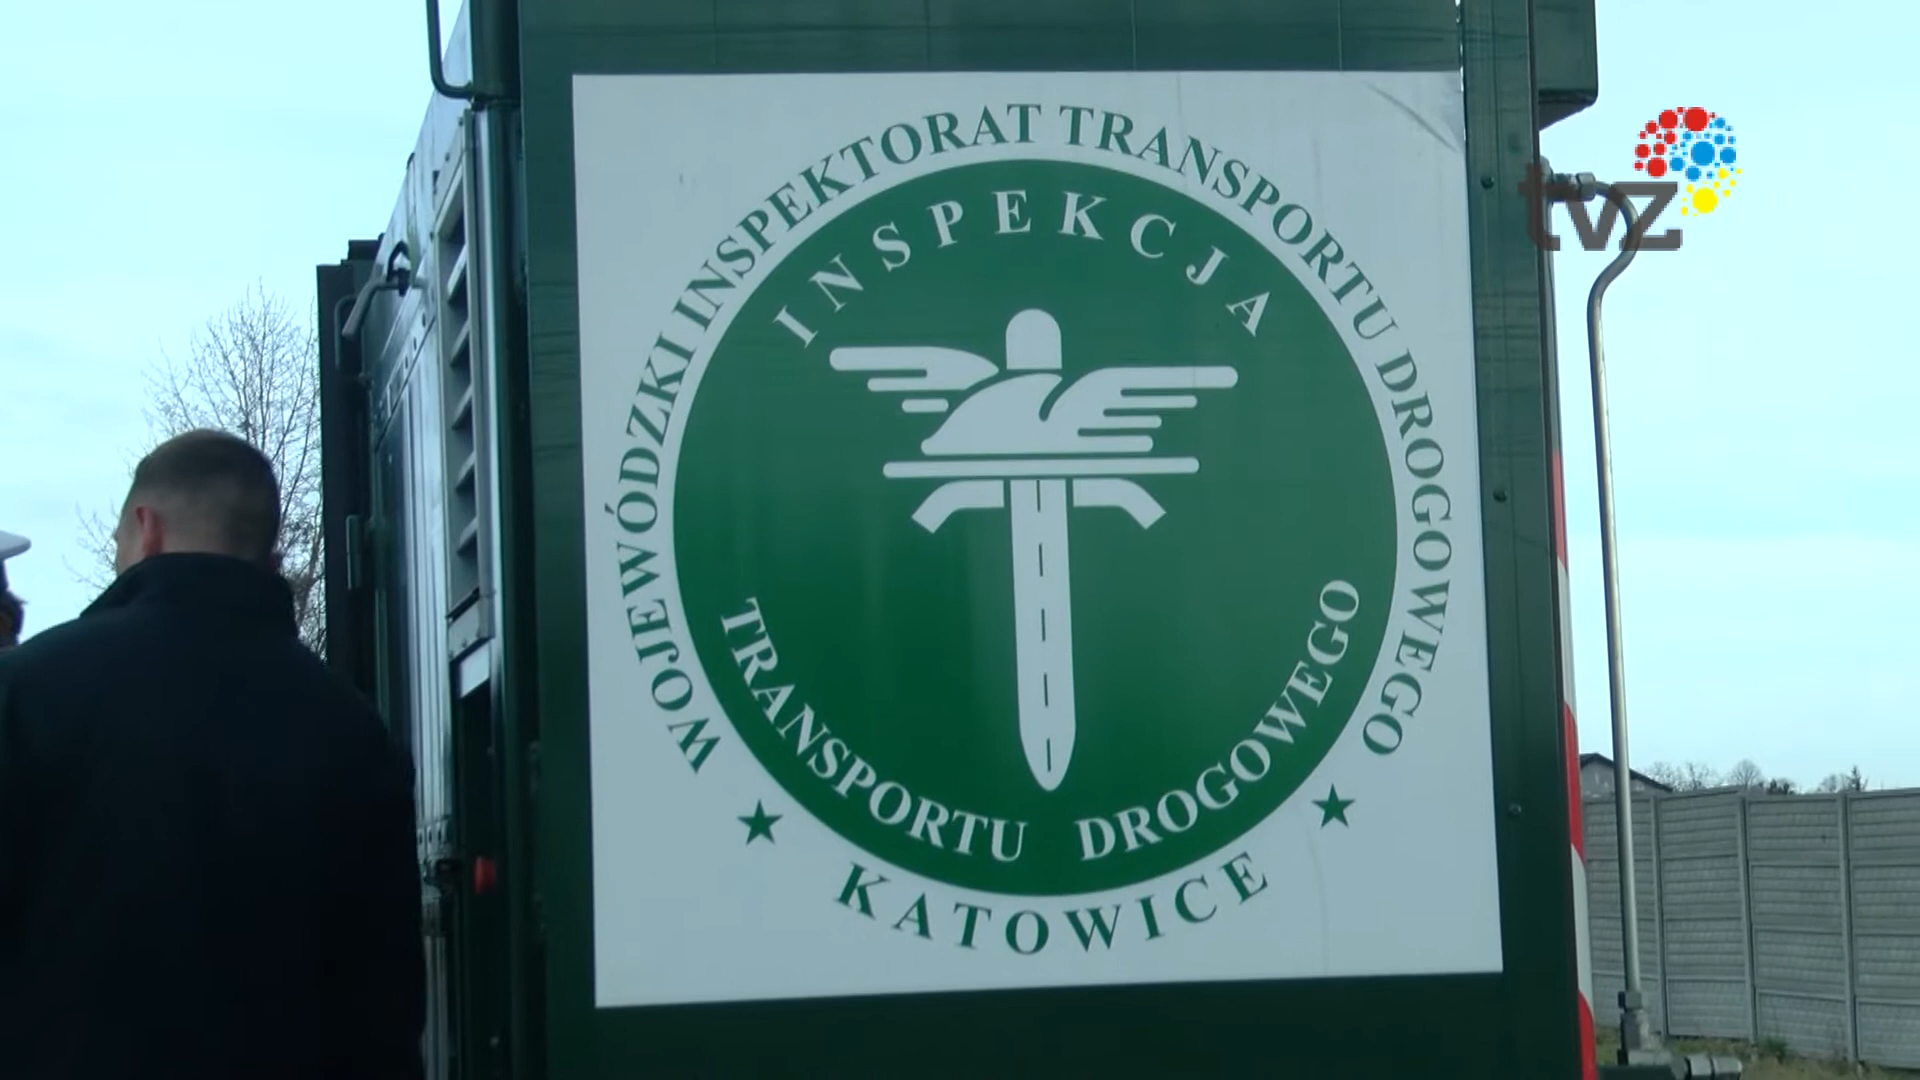 WOJEWÓDZKI INSPEKTORAT TRANSPORTU DROGOWEGO
INSPEKCJA
TRANSPORTU DROGOWEGO
★ KATOWICE ★
tvz